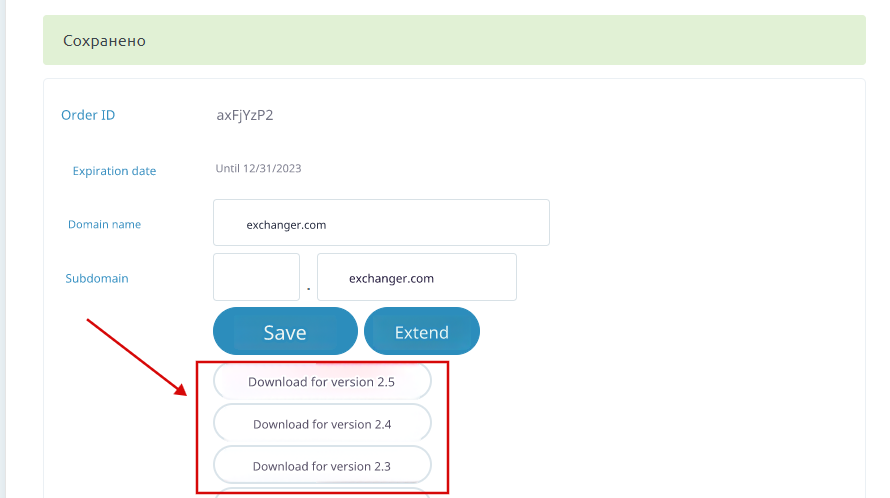 Сохранено
Order ID axFjYzP2
Expiration date Until 12/31/2023
Domain name exchanger.com
Subdomain . exchanger.com
Save Extend
Download for version 2.5
Download for version 2.4
Download for version 2.3